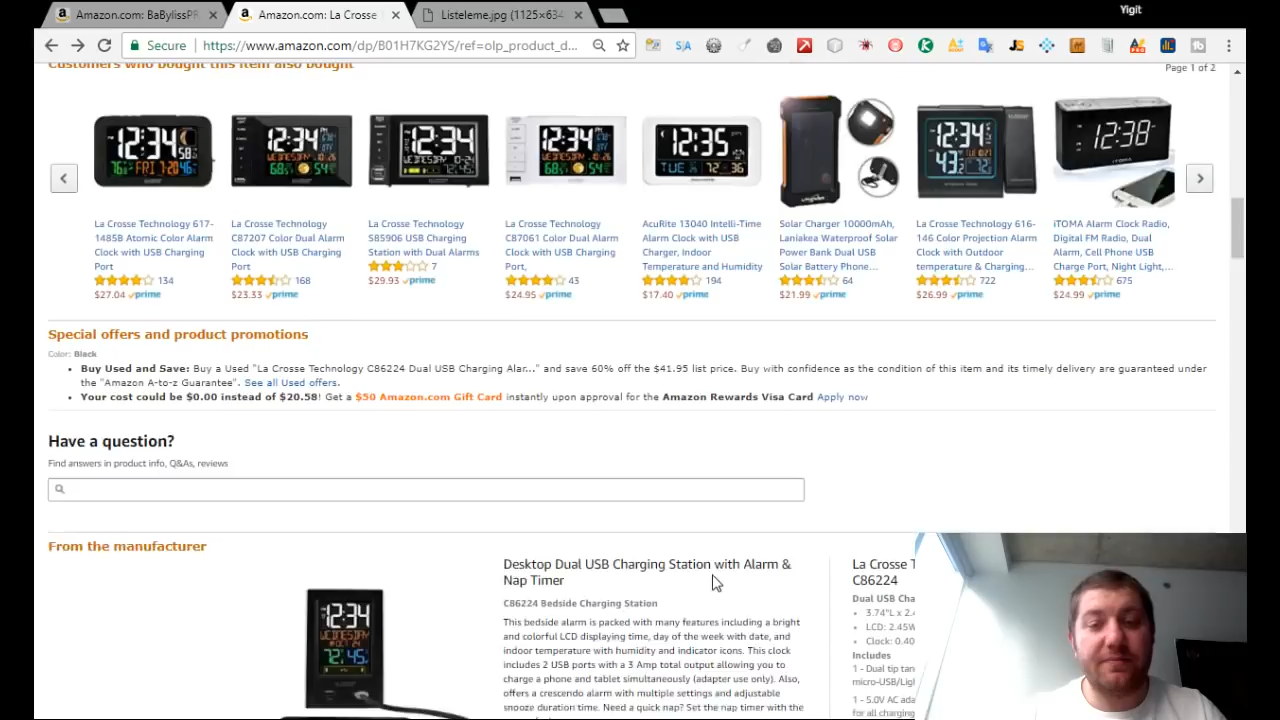 Yigit
Amazon.com: BaBylissPR
Amazon.com: La Crosse
Listeleme.jpg (1125×634
Secure
https://www.amazon.com/dp/B01H7KG2YS/ref=olp_product_d...
Customers who bought this item also bought
Page 1 of 2
La Crosse Technology 617-
1485B Atomic Color Alarm
Clock with USB Charging
Port
134
$27.04 prime
La Crosse Technology
C87207 Color Dual Alarm
Clock with USB Charging
Port
168
$23.33 prime
La Crosse Technology
S85906 USB Charging
Station with Dual Alarms
7
$29.93 prime
La Crosse Technology
C87061 Color Dual Alarm
Clock with USB Charging
Port,
43
$24.95 prime
AcuRite 13040 Intelli-Time
Alarm Clock with USB
Charger, Indoor
Temperature and Humidity
194
$17.40 prime
Solar Charger 10000mAh,
Laniakea Waterproof Solar
Power Bank Dual USB
Solar Battery Phone...
64
$21.99 prime
La Crosse Technology 616-
146 Color Projection Alarm
Clock with Outdoor
temperature & Charging...
722
$26.99 prime
iTOMA Alarm Clock Radio,
Digital FM Radio, Dual
Alarm, Cell Phone USB
Charge Port, Night Light,...
675
$24.99 prime
Special offers and product promotions
Color: Black
Buy Used and Save: Buy a Used "La Crosse Technology C86224 Dual USB Charging Alar..." and save 60% off the $41.95 list price. Buy with confidence as the condition of this item and its timely delivery are guaranteed under
the "Amazon A-to-z Guarantee". See all Used offers.
Your cost could be $0.00 instead of $20.58! Get a $50 Amazon.com Gift Card instantly upon approval for the Amazon Rewards Visa Card Apply now
Have a question?
Find answers in product info, Q&As, reviews
From the manufacturer
12:34
WEDNESDAY
Desktop Dual USB Charging Station with Alarm &
Nap Timer
C86224 Bedside Charging Station
This bedside alarm is packed with many features including a bright
and colorful LCD displaying time, day of the week with date, and
indoor temperature with humidity and indicator icons. This clock
includes 2 USB ports with a 3 Amp total output allowing you to
charge a phone and tablet simultaneously (adapter use only). Also,
offers a crescendo alarm with multiple settings and adjustable
snooze duration time. Need a quick nap? Set the nap timer with the
La Crosse T
C86224
Dual USB Cha
3.74"L x 2.
LCD: 2.45W
Clock: 0.40
Includes
1 - Dual tip tan
micro-USB/Ligh
1 - 5.0V AC ada
for all charging